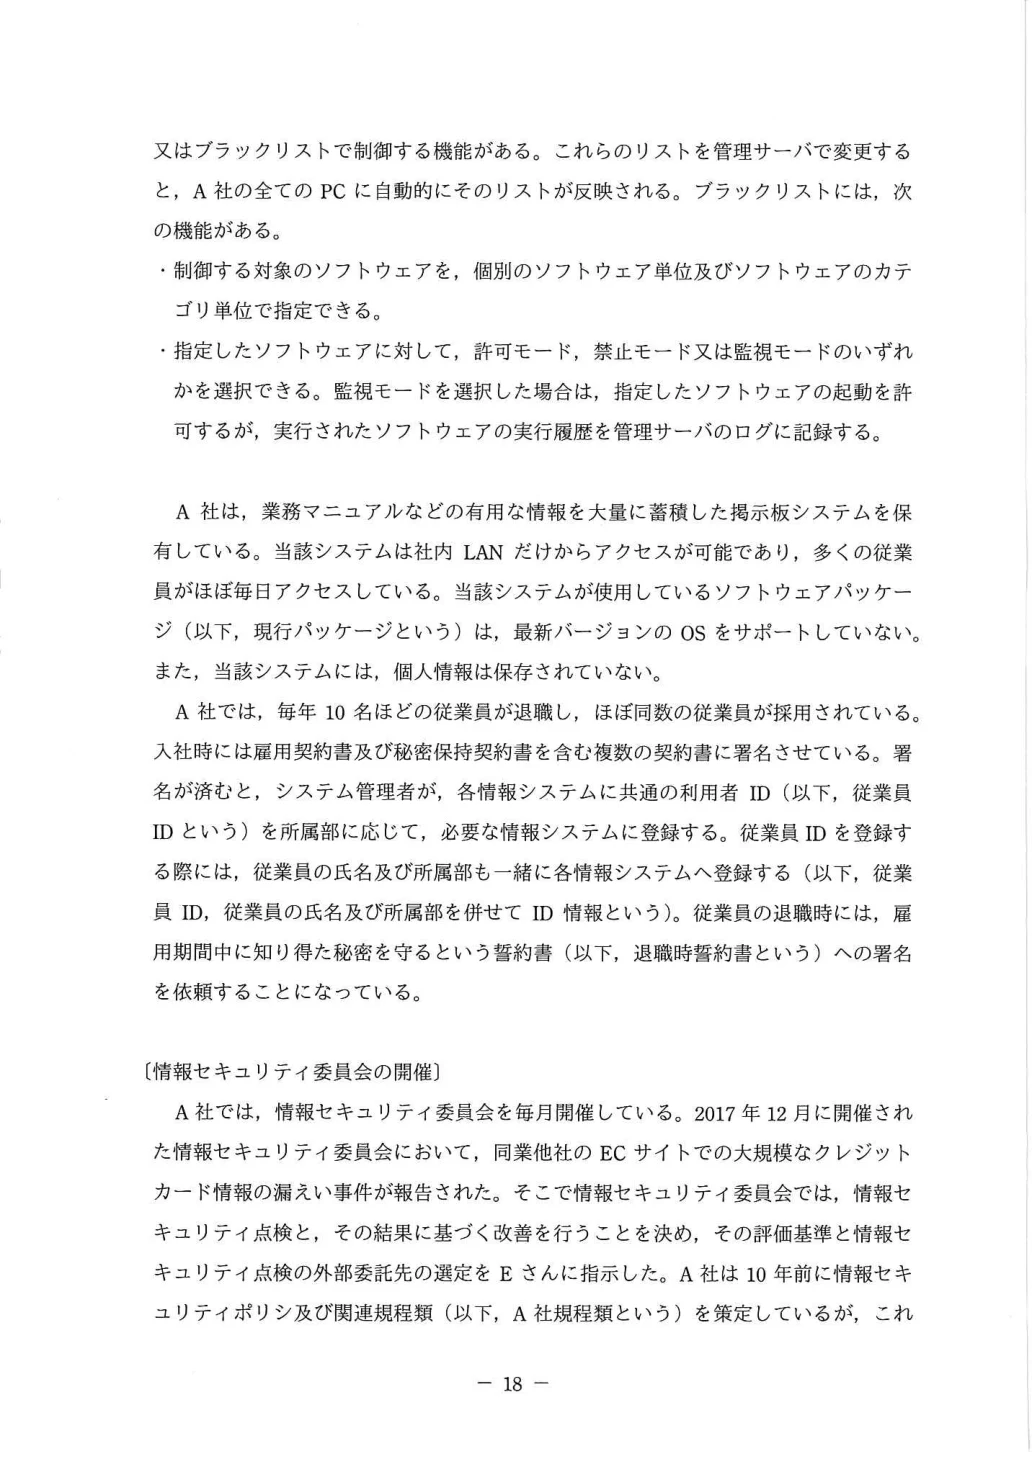 又はブラックリストで制御する機能がある。これらのリストを管理サーバで変更する
と，A 社の全ての PC に自動的にそのリストが反映される。ブラックリストには，次
の機能がある。
・制御する対象のソフトウェアを，個別のソフトウェア単位及びソフトウェアのカテ
ゴリ単位で指定できる。
・指定したソフトウェアに対して，許可モード，禁止モード又は監視モードのいずれ
かを選択できる。監視モードを選択した場合は，指定したソフトウェアの起動を許
可するが，実行されたソフトウェアの実行履歴を管理サーバのログに記録する。
A 社は，業務マニュアルなどの有用な情報を大量に蓄積した掲示板システムを保
有している。当該システムは社内 LAN だけからアクセスが可能であり，多くの従業
員がほぼ毎日アクセスしている。当該システムが使用しているソフトウェアパッケー
ジ（以下，現行パッケージという）は，最新バージョンの OS をサポートしていない。
また，当該システムには，個人情報は保存されていない。
A 社では，毎年 10 名ほどの従業員が退職し，ほぼ同数の従業員が採用されている。
入社時には雇用契約書及び秘密保持契約書を含む複数の契約書に署名させている。署
名が済むと，システム管理者が，各情報システムに共通の利用者 ID（以下，従業員
ID という）を所属部に応じて，必要な情報システムに登録する。従業員 ID を登録す
る際には，従業員の氏名及び所属部も一緒に各情報システムへ登録する（以下，従業
員 ID，従業員の氏名及び所属部を併せて ID 情報という）。従業員の退職時には，雇
用期間中に知り得た秘密を守るという誓約書（以下，退職時誓約書という）への署名
を依頼することになっている。
〔情報セキュリティ委員会の開催〕
A 社では，情報セキュリティ委員会を毎月開催している。2017 年 12 月に開催され
た情報セキュリティ委員会において，同業他社の EC サイトでの大規模なクレジット
カード情報の漏えい事件が報告された。そこで情報セキュリティ委員会では，情報セ
キュリティ点検と，その結果に基づく改善を行うことを決め，その評価基準と情報セ
キュリティ点検の外部委託先の選定を E さんに指示した。A 社は 10 年前に情報セキ
ュリティポリシ及び関連規程類（以下，A 社規程類という）を策定しているが，これ
－ 18 －